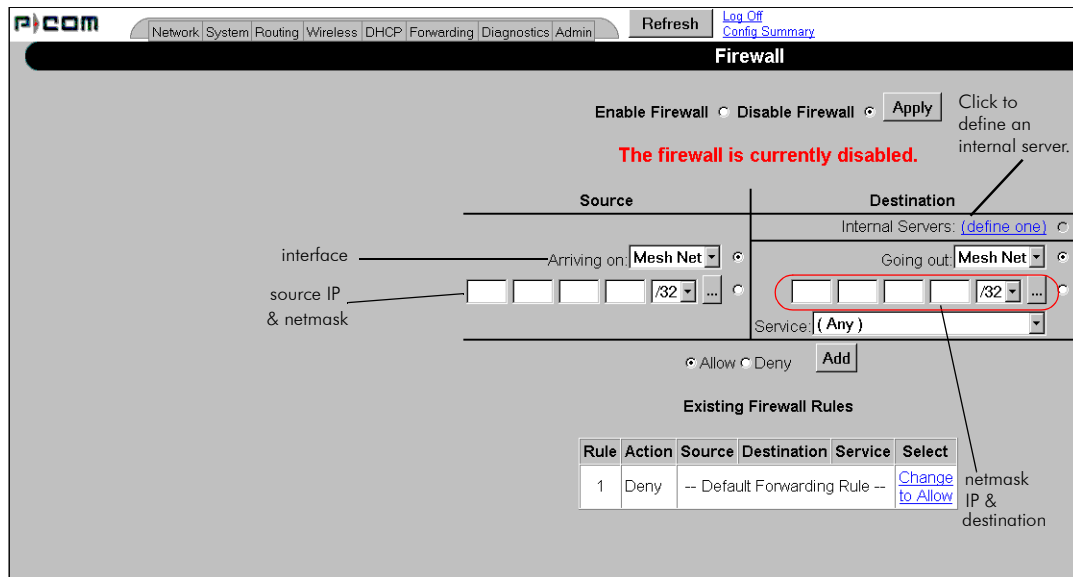 P)COM
Network System Routing Wireless DHCP Forwarding Diagnostics Admin
Refresh
Log Off
Config Summary
Firewall
Enable Firewall Disable Firewall Apply
Click to
define an
internal server.
The firewall is currently disabled.
Source Destination
Internal Servers: (define one)
interface
Arriving on: Mesh Net
Going out: Mesh Net
source IP
& netmask
/32 ...
/32 ...
Service: ( Any )
Allow Deny Add
Existing Firewall Rules
Rule Action Source Destination Service Select
1 Deny -- Default Forwarding Rule -- Change
to Allow
netmask
IP &
destination